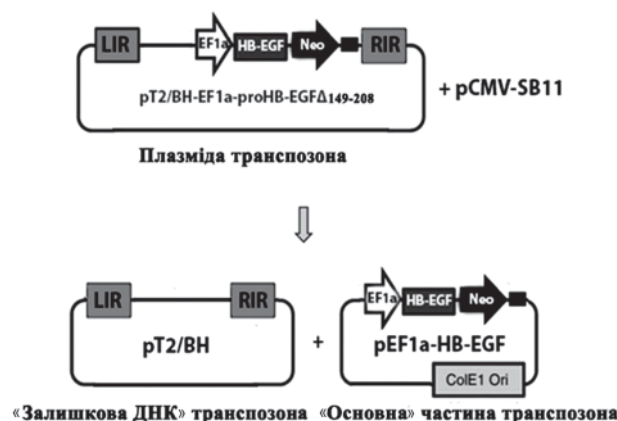 LIR EF1a HB-EGF Neo RIR
pT2/BH-EF1a-proHB-EGFΔ149-208
+ pCMV-SB11
Плазміда транспозона
LIR RIR
pT2/BH
+
EF1a HB-EGF Neo
pEF1a-HB-EGF
ColE1 Ori
«Залишкова ДНК» транспозона «Основна» частина транспозона